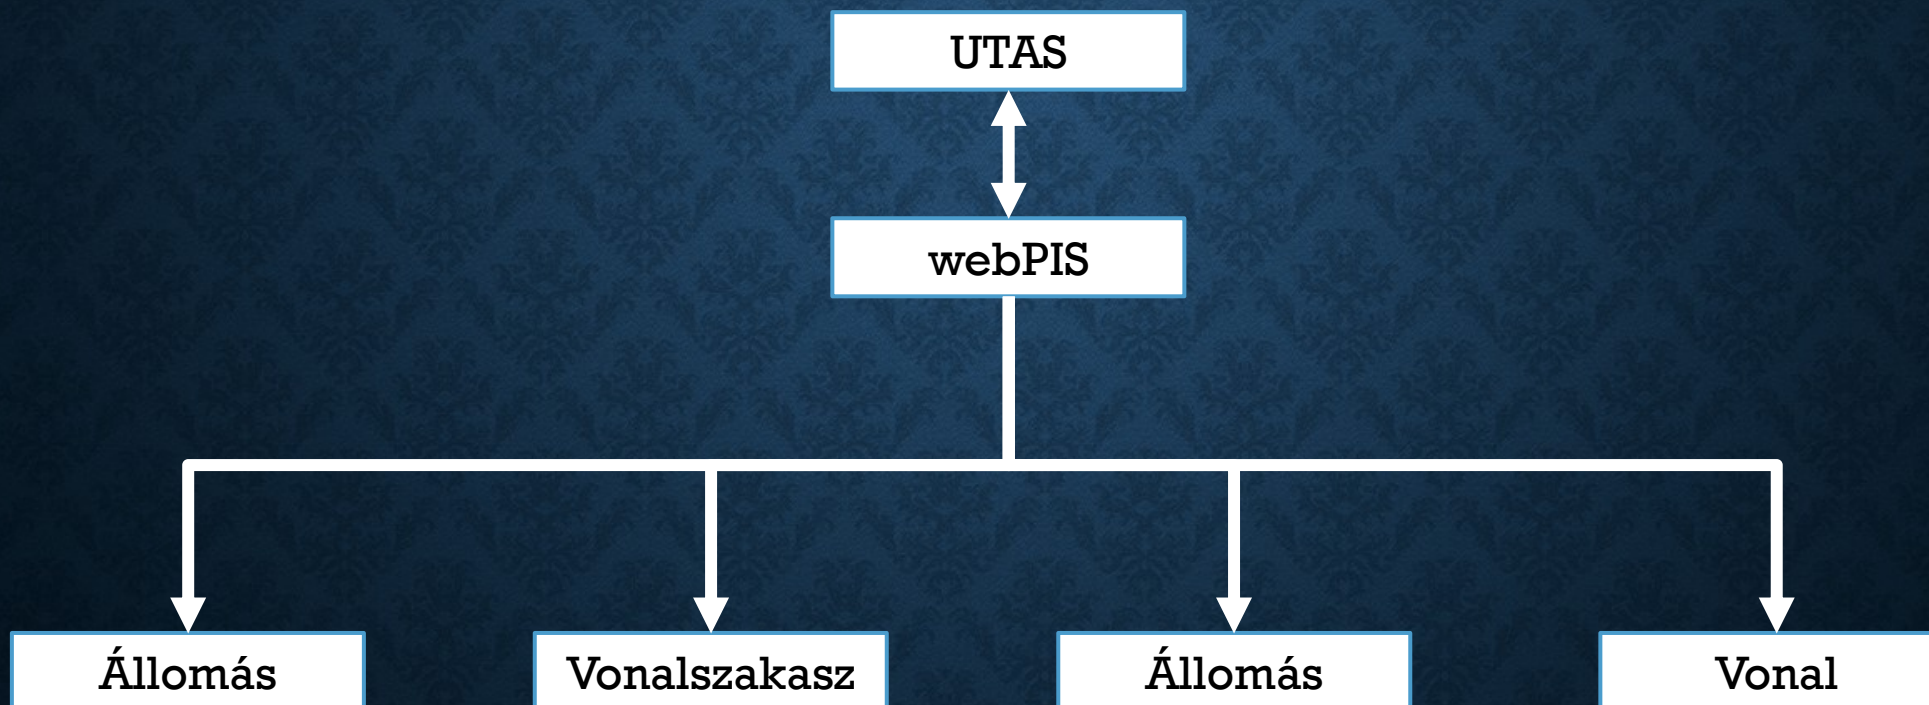 UTAS
webPIS
Állomás
Vonalszakasz
Állomás
Vonal